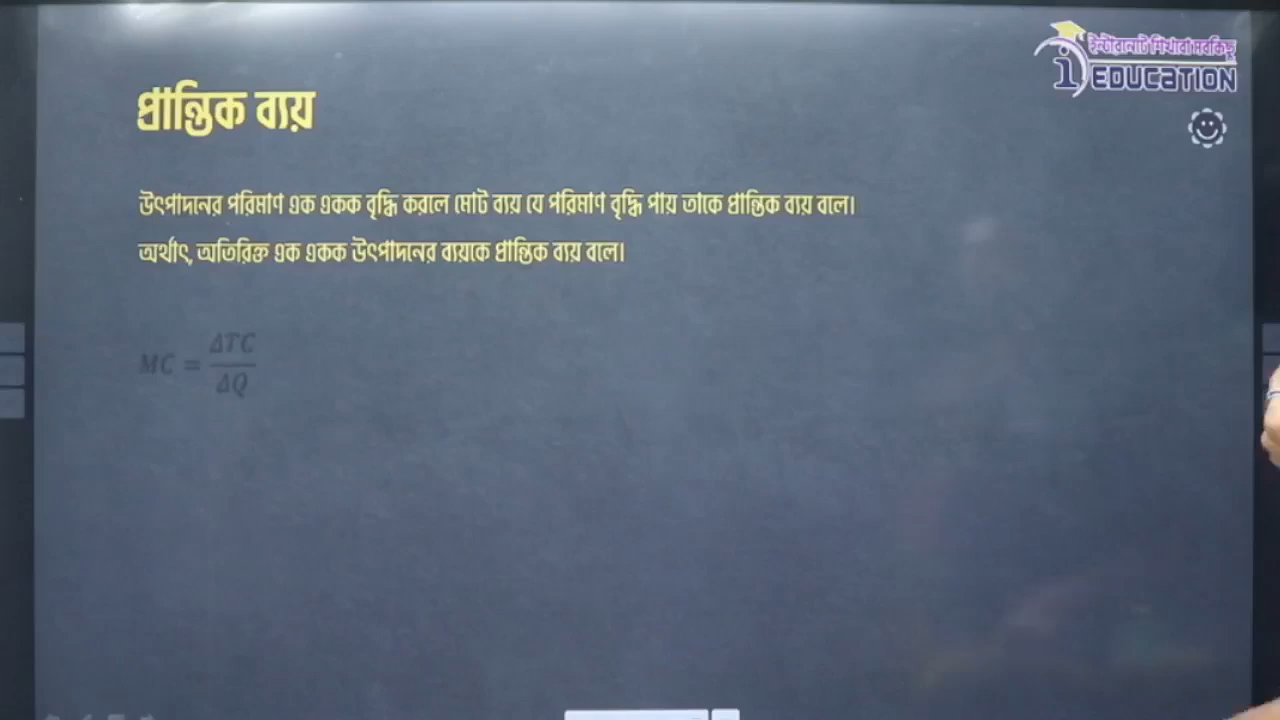 ইন্টারনেটে শিখবো সবকিছু
iEDUCATION
প্রান্তিক ব্যয়
উৎপাদনের পরিমাণ এক একক বৃদ্ধি করলে মোট ব্যয় যে পরিমাণ বৃদ্ধি পায় তাকে প্রান্তিক ব্যয় বলে।
অর্থাৎ, অতিরিক্ত এক একক উৎপাদনের ব্যয়কে প্রান্তিক ব্যয় বলে।
MC = ΔTC / ΔQ